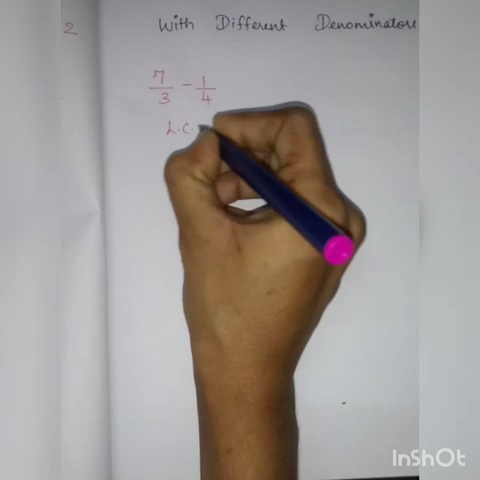 2 With Different Denominators
7/3 - 1/4
L.C.
InShOt